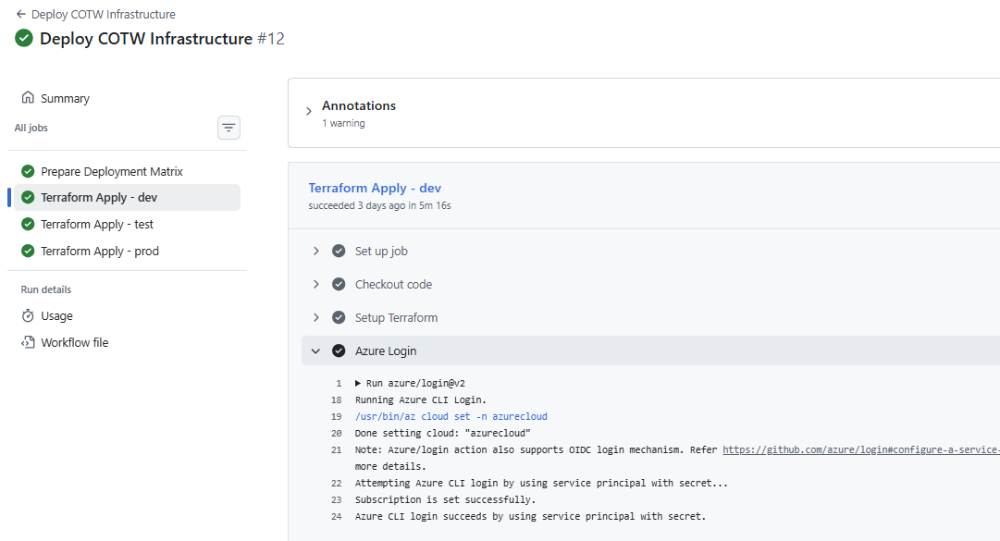 Deploy COTW Infrastructure
Deploy COTW Infrastructure #12
Summary
All jobs
Prepare Deployment Matrix
Terraform Apply - dev
Terraform Apply - test
Terraform Apply - prod
Run details
Usage
Workflow file
Annotations
1 warning
Terraform Apply - dev
succeeded 3 days ago in 5m 16s
Set up job
Checkout code
Setup Terraform
Azure Login
1 Run azure/login@v2
18 Running Azure CLI Login.
19 /usr/bin/az cloud set -n azurecloud
20 Done setting cloud: "azurecloud"
21 Note: Azure/login action also supports OIDC login mechanism. Refer https://github.com/azure/login#configure-a-service-
more details.
22 Attempting Azure CLI login by using service principal with secret...
23 Subscription is set successfully.
24 Azure CLI login succeeds by using service principal with secret.